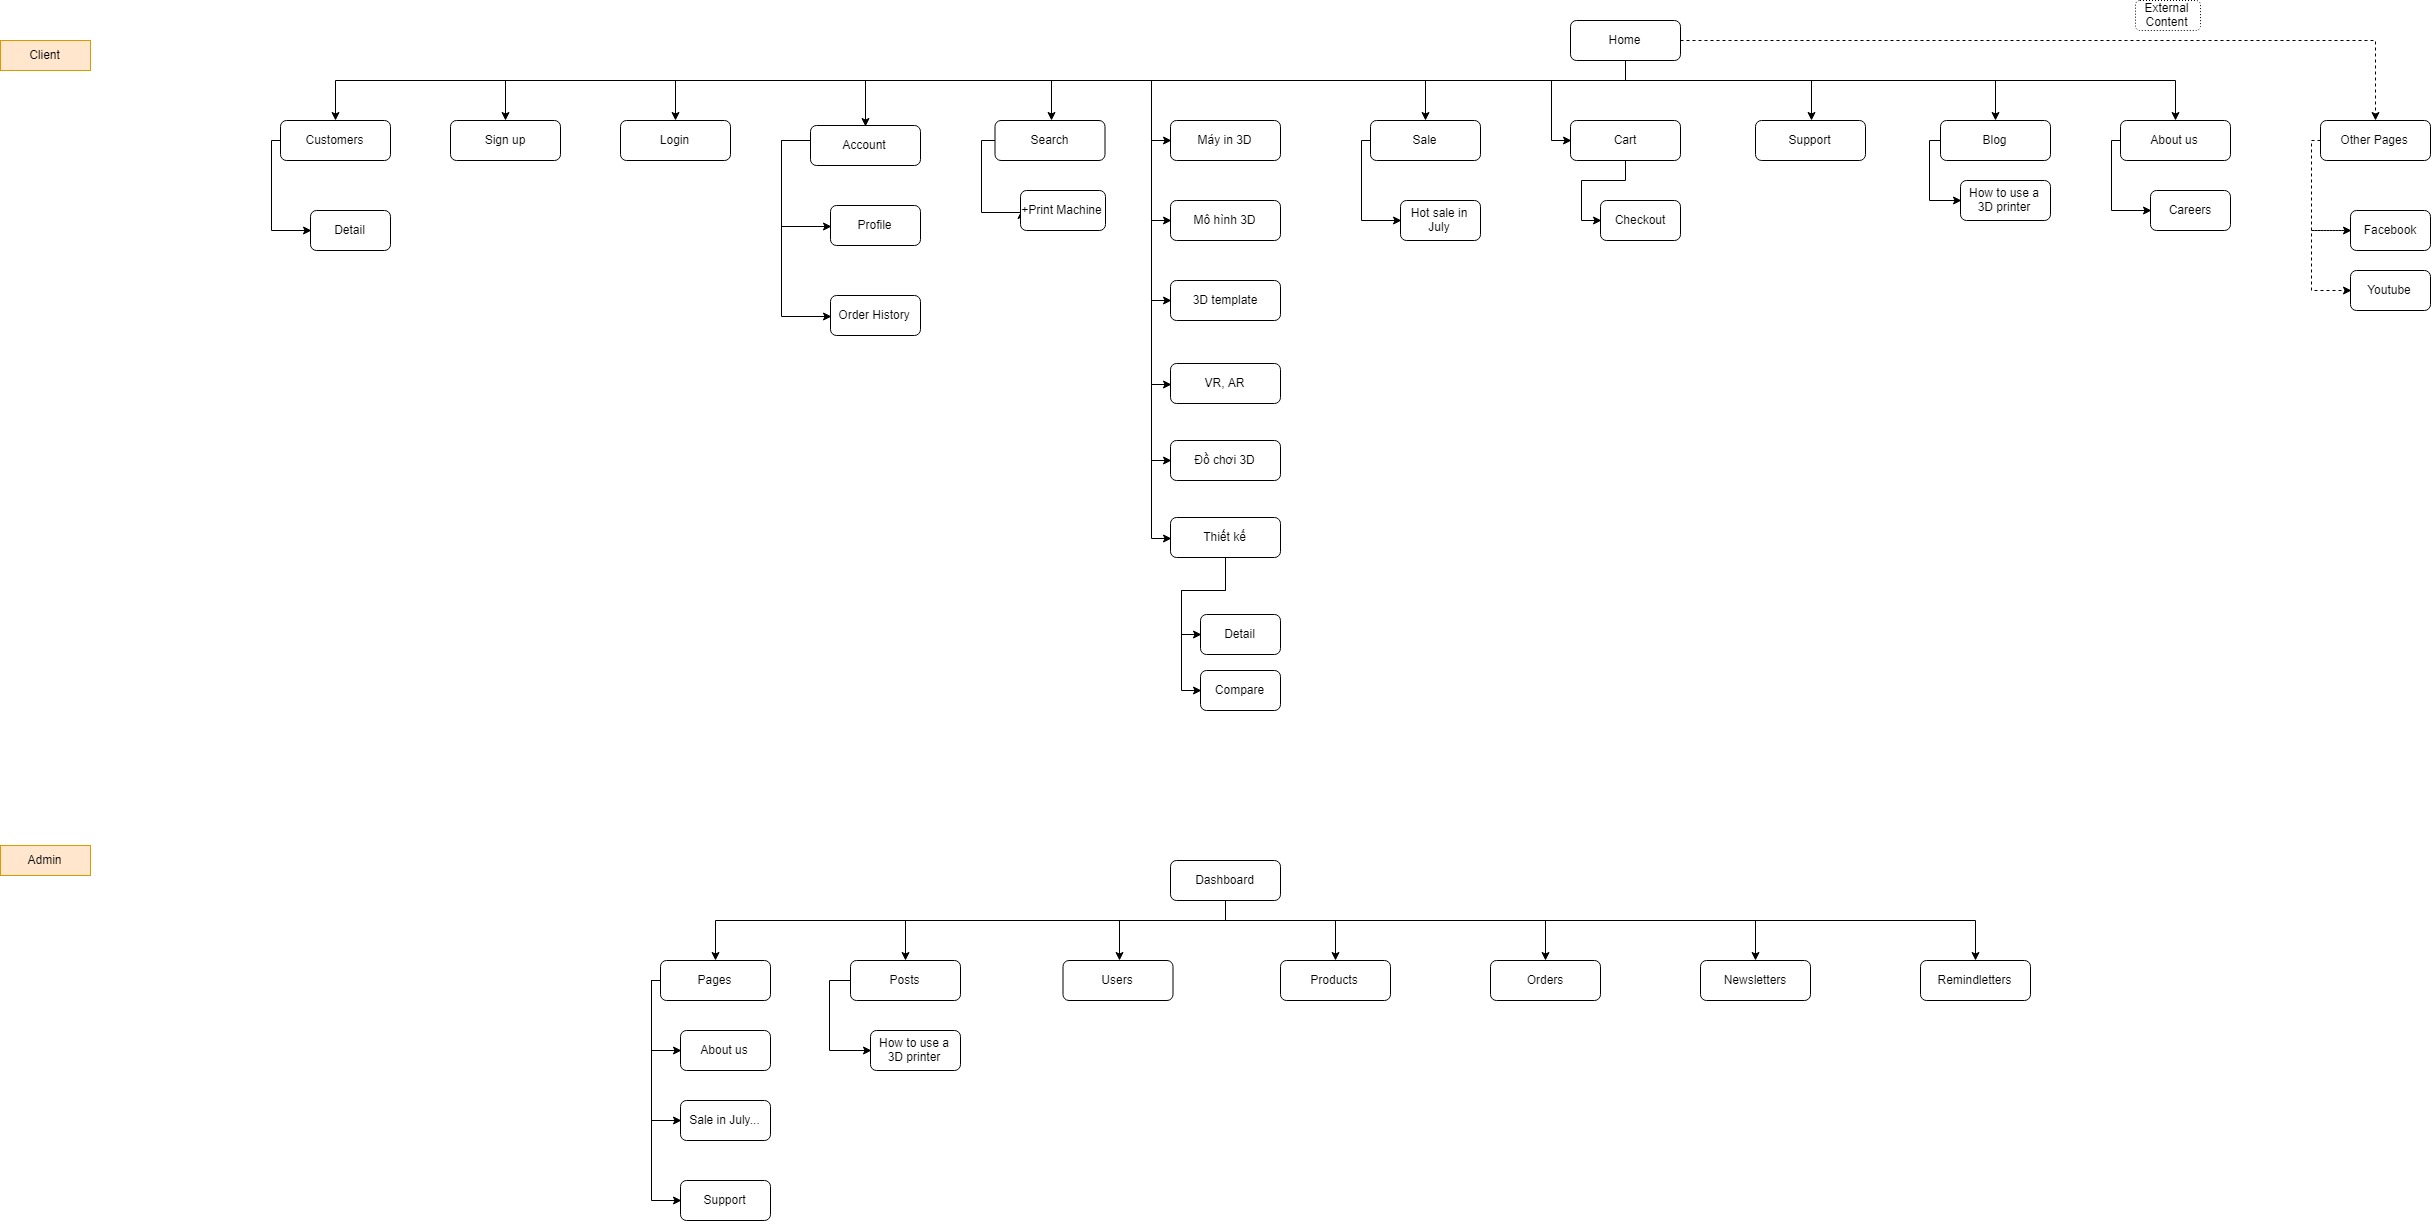 External
Content
Home
Client
Customers
Sign up
Login
Account
Search
Máy in 3D
Sale
Cart
Support
Blog
About us
Other Pages
Detail
Profile
+Print Machine
Mô hình 3D
Hot sale in
July
Checkout
How to use a
3D printer
Careers
Facebook
Order History
3D template
Youtube
VR, AR
Đồ chơi 3D
Thiết kế
Detail
Compare
Admin
Dashboard
Pages
Posts
Users
Products
Orders
Newsletters
Remindletters
About us
How to use a
3D printer
Sale in July...
Support